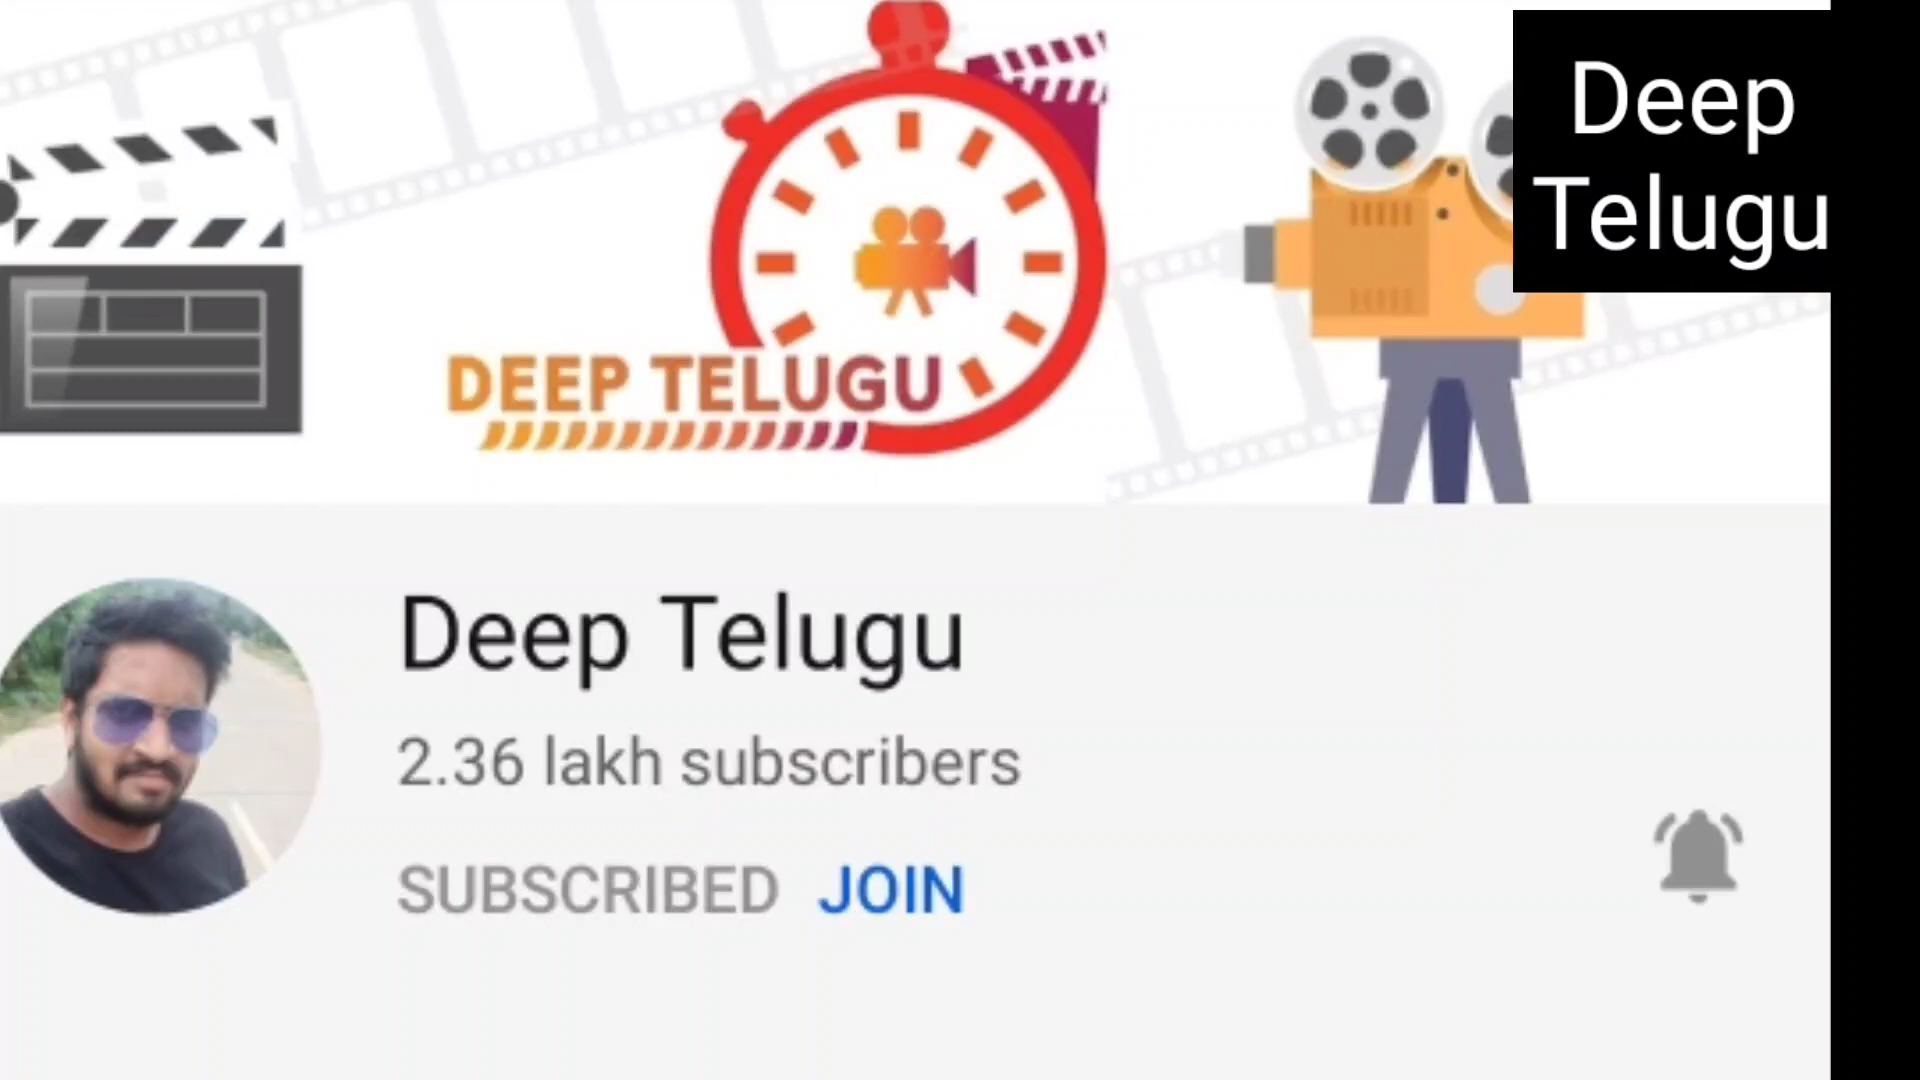 Deep
Telugu
DEEP TELUGU
Deep Telugu
2.36 lakh subscribers
SUBSCRIBED JOIN